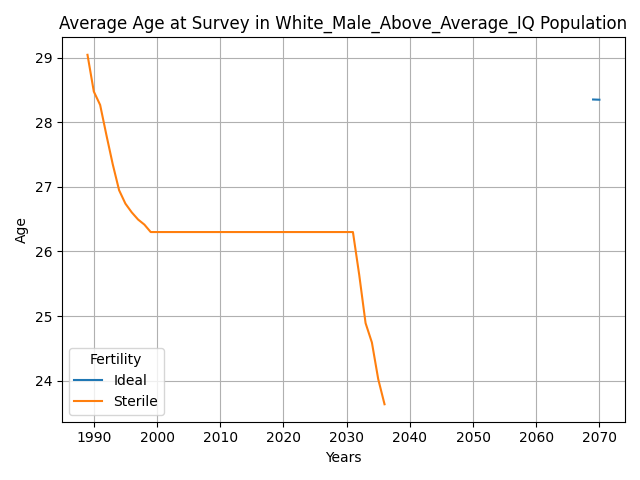 Average Age at Survey in White_Male_Above_Average_IQ Population
29
28
27
26
25
24
Age
Fertility
Ideal
Sterile
1990 2000 2010 2020 2030 2040 2050 2060 2070
Years